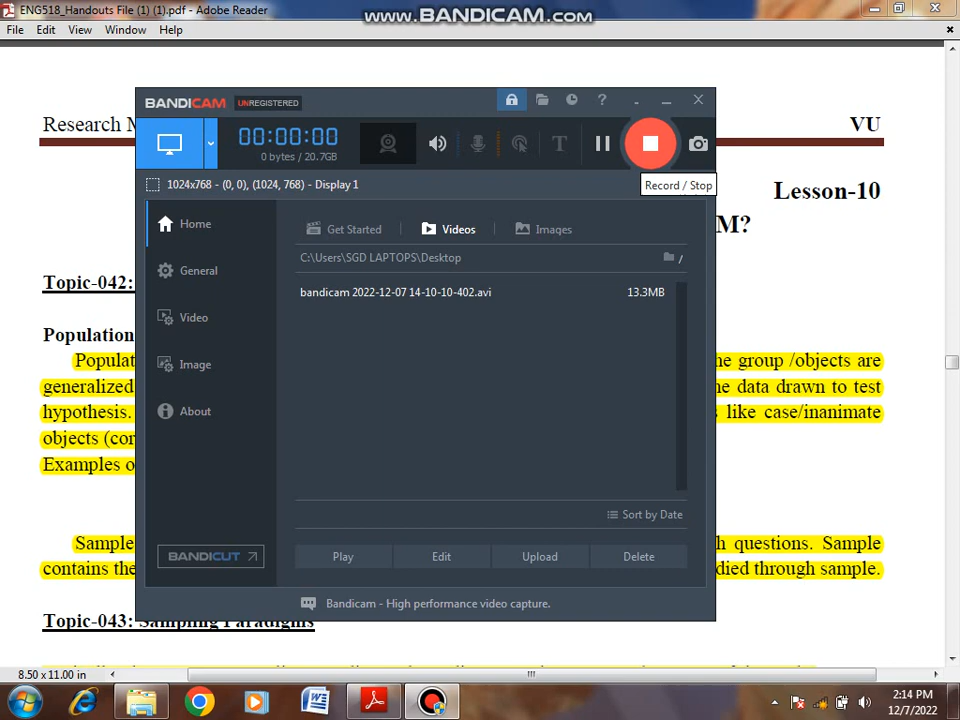 ENG518_Handouts File (1) (1).pdf - Adobe Reader
www.BANDICAM.com
File Edit View Window Help
Research M
VU
BANDICAM UNREGISTERED
00:00:00
0 bytes / 20.7GB
Record / Stop
1024x768 - (0, 0), (1024, 768) - Display 1
Lesson-10
M?
Home
General
Video
Image
About
Get Started
Videos
Images
C:\Users\SGD LAPTOPS\Desktop
/
bandicam 2022-12-07 14-10-10-402.avi 13.3MB
Topic-042:
Population
Populat
generalized
hypothesis.
objects (cor
Examples o
ne group /objects are
ne data drawn to test
like case/inanimate
Sort by Date
BANDICUT
Play Edit Upload Delete
Sample
h questions. Sample
contains the
died through sample.
Bandicam - High performance video capture.
Topic-043: Sampling Paradigms
8.50 x 11.00 in
2:14 PM
12/7/2022